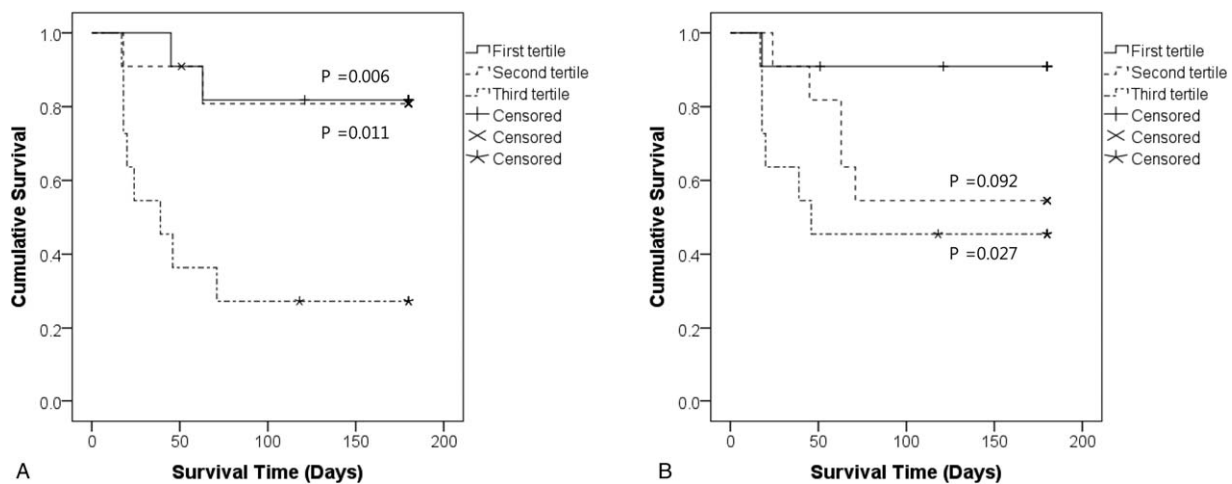 1.0
0.8
0.6
0.4
0.2
0.0
Cumulative Survival
P =0.006
P =0.011
0
50
100
150
200
Survival Time (Days)
A
First tertile
Second tertile
Third tertile
Censored
Censored
Censored
1.0
0.8
0.6
0.4
0.2
0.0
Cumulative Survival
P =0.092
P =0.027
0
50
100
150
200
Survival Time (Days)
B
First tertile
Second tertile
Third tertile
Censored
Censored
Censored